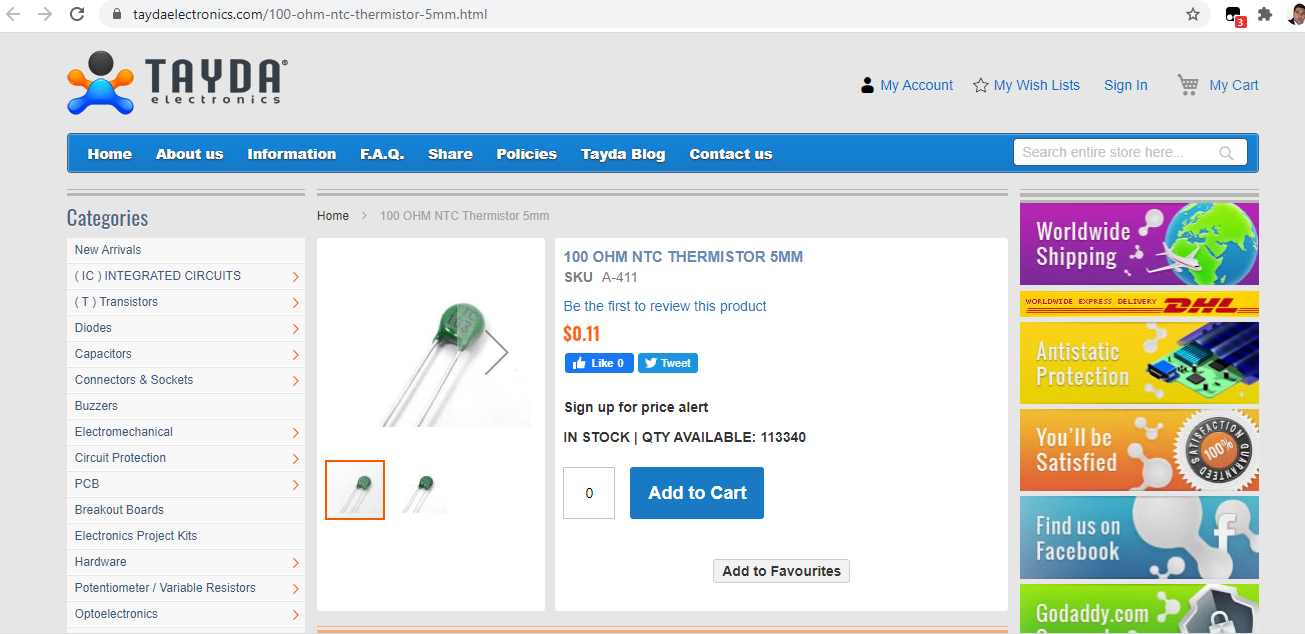 taydaelectronics.com/100-ohm-ntc-thermistor-5mm.html
3
TAYDA®
electronics
My Account
My Wish Lists
Sign In
My Cart
Home
About us
Information
F.A.Q.
Share
Policies
Tayda Blog
Contact us
Search entire store here...
Categories
New Arrivals
( IC ) INTEGRATED CIRCUITS
( T ) Transistors
Diodes
Capacitors
Connectors & Sockets
Buzzers
Electromechanical
Circuit Protection
PCB
Breakout Boards
Electronics Project Kits
Hardware
Potentiometer / Variable Resistors
Optoelectronics
Home > 100 OHM NTC Thermistor 5mm
TC
103
100 OHM NTC THERMISTOR 5MM
SKU A-411
Be the first to review this product
$0.11
Like 0
Tweet
Sign up for price alert
IN STOCK | QTY AVAILABLE: 113340
0
Add to Cart
Add to Favourites
Worldwide
Shipping
WORLDWIDE EXPRESS DELIVERY DHL
Antistatic
Protection
You'll be
Satisfied
SATISFACTION
100%
GUARANTEED
Find us on
Facebook
f
Godaddy.com